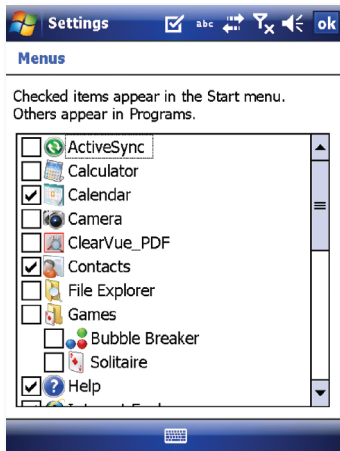 Settings abc ok
Menus
Checked items appear in the Start menu.
Others appear in Programs.
ActiveSync
Calculator
Calendar
Camera
ClearVue_PDF
Contacts
File Explorer
Games
Bubble Breaker
Solitaire
Help